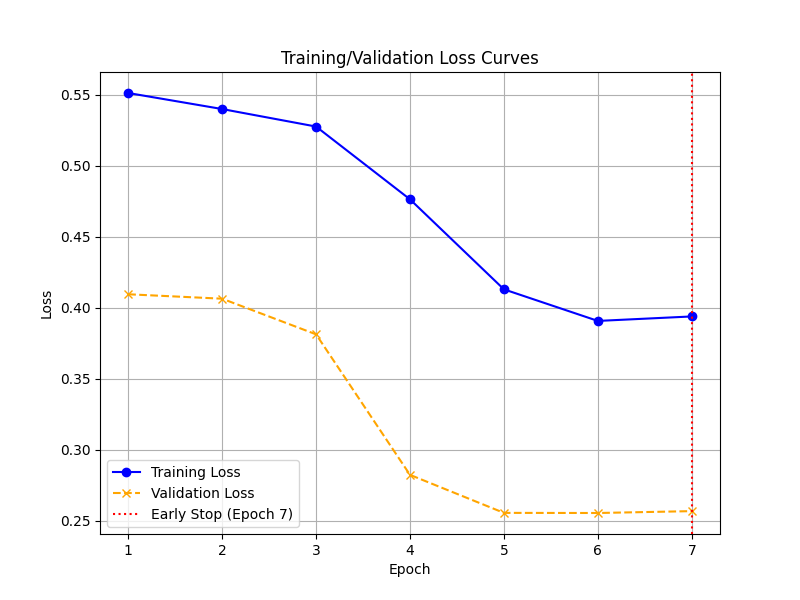 Training/Validation Loss Curves
Loss
0.55
0.50
0.45
0.40
0.35
0.30
0.25
Training Loss
Validation Loss
Early Stop (Epoch 7)
1 2 3 4 5 6 7
Epoch